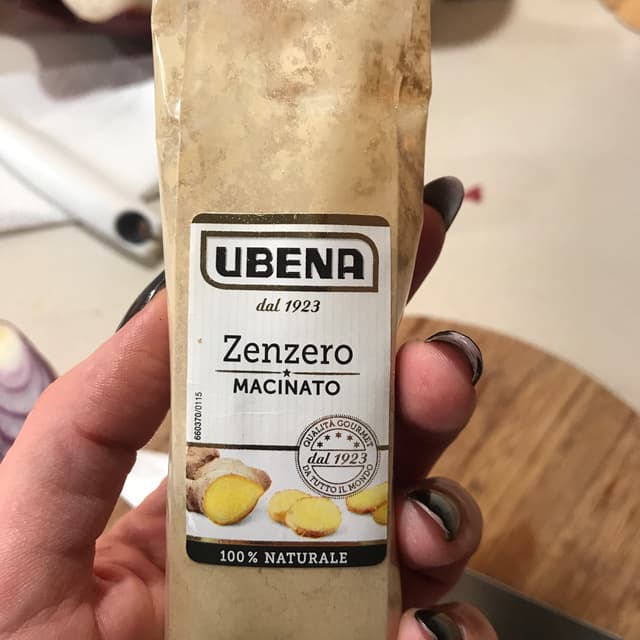 UBENA
dal 1923
Zenzero
MACINATO
660370/0115
QUALITÀ GOURMET
dal 1923
DA TUTTO IL MONDO
100% NATURALE